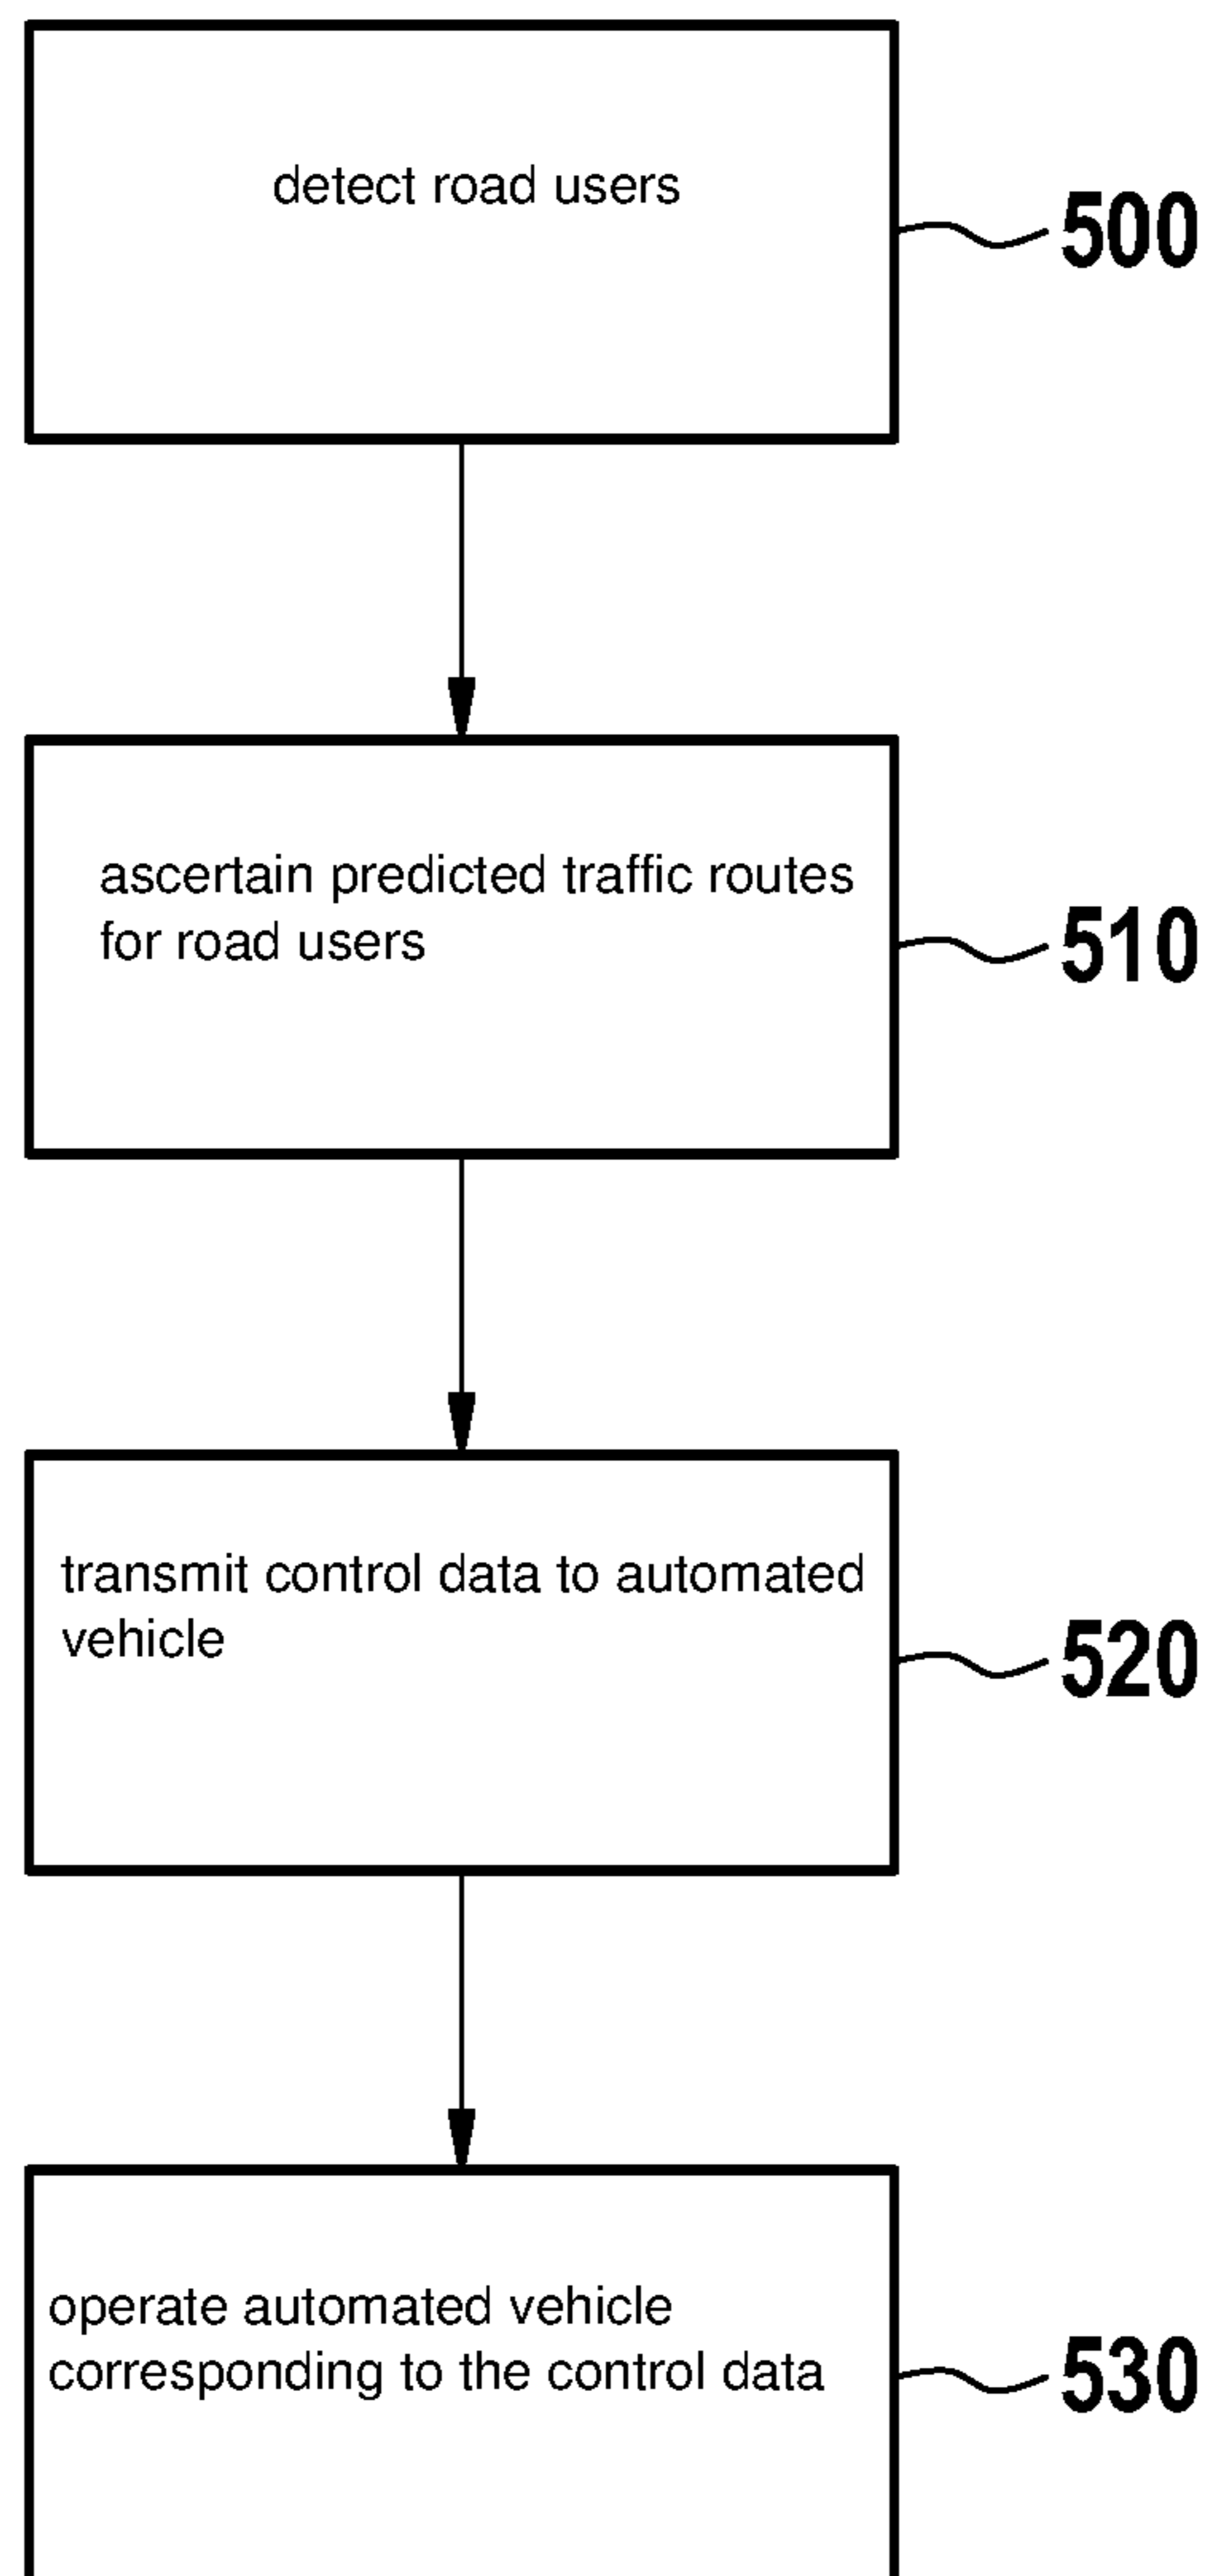 detect road users
500
ascertain predicted traffic routes
for road users
510
transmit control data to automated
vehicle
520
operate automated vehicle
corresponding to the control data
530